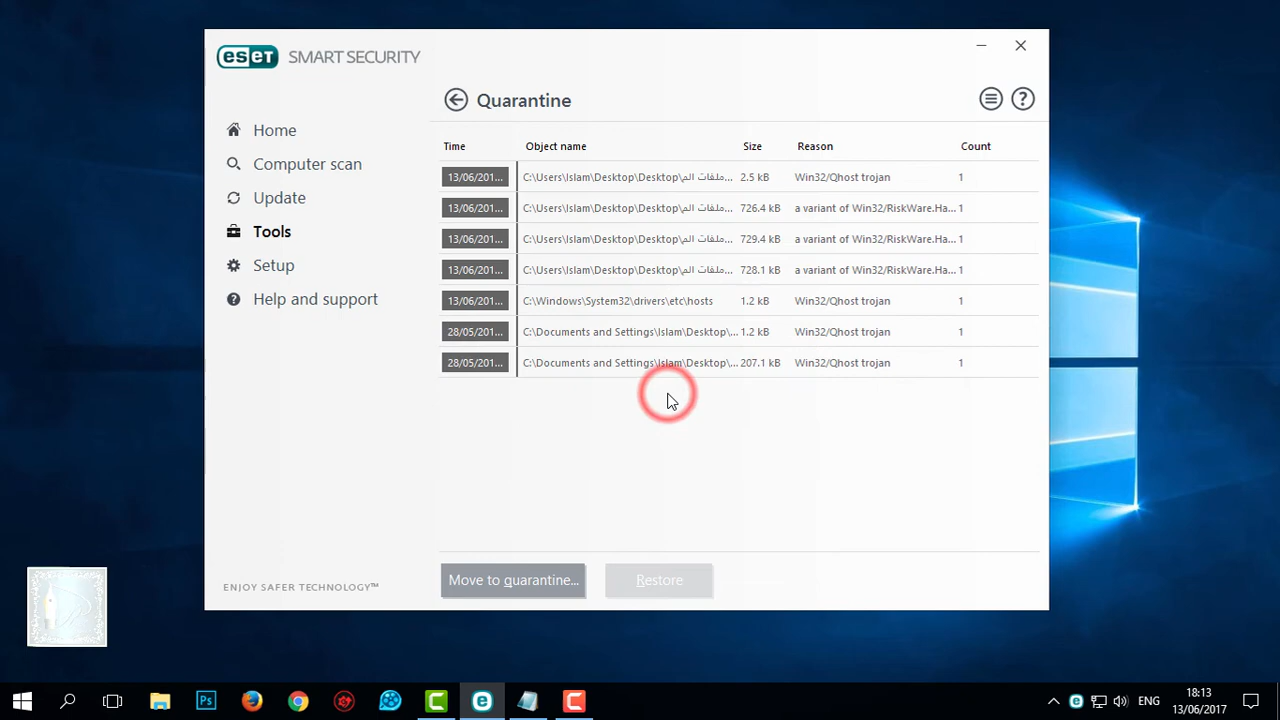 eset SMART SECURITY
Quarantine
Home
Computer scan
Update
Tools
Setup
Help and support
Time Object name Size Reason Count
13/06/201... C:\Users\Islam\Desktop\Desktop\ملفات الم... 2.5 kB Win32/Qhost trojan 1
13/06/201... C:\Users\Islam\Desktop\Desktop\ملفات الم... 726.4 kB a variant of Win32/RiskWare.Ha... 1
13/06/201... C:\Users\Islam\Desktop\Desktop\ملفات الم... 729.4 kB a variant of Win32/RiskWare.Ha... 1
13/06/201... C:\Users\Islam\Desktop\Desktop\ملفات الم... 728.1 kB a variant of Win32/RiskWare.Ha... 1
13/06/201... C:\Windows\System32\drivers\etc\hosts 1.2 kB Win32/Qhost trojan 1
28/05/201... C:\Documents and Settings\Islam\Desktop\... 1.2 kB Win32/Qhost trojan 1
28/05/201... C:\Documents and Settings\Islam\Desktop\... 207.1 kB Win32/Qhost trojan 1
ENJOY SAFER TECHNOLOGY™
Move to quarantine... Restore
Ps
ENG
18:13
13/06/2017